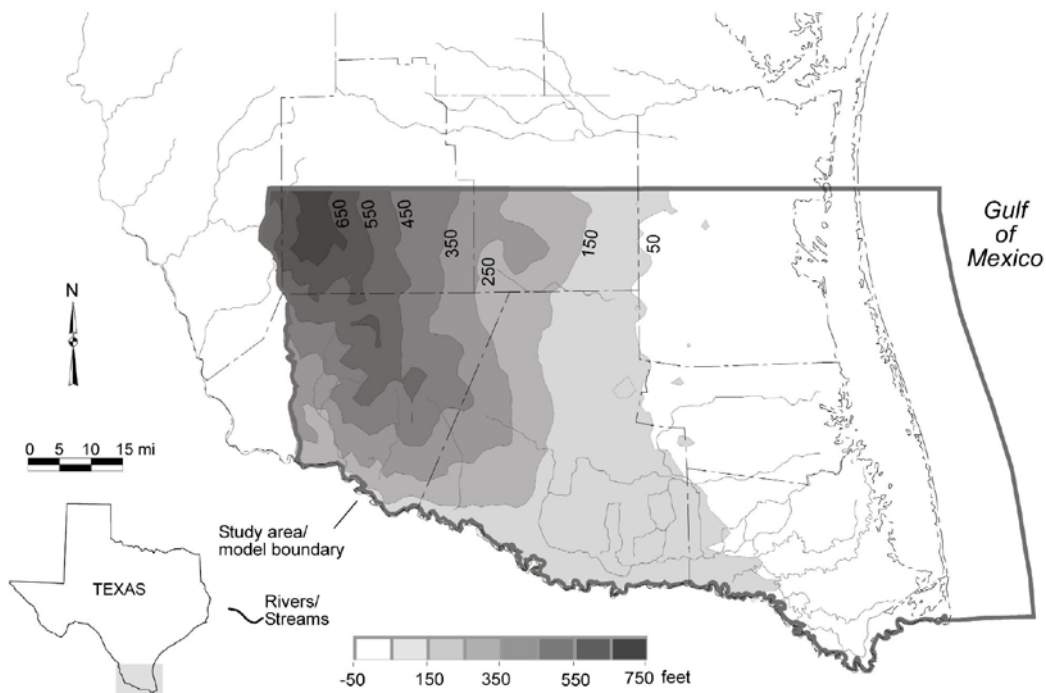 650
550
450
350
250
150
50
Gulf
of
Mexico
N
0 5 10 15 mi
Study area/
model boundary
TEXAS
Rivers/
Streams
-50 150 350 550 750 feet